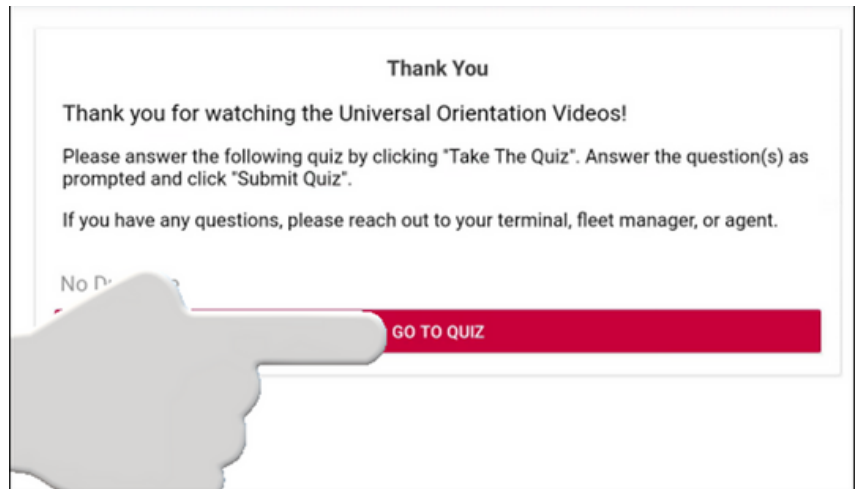 Thank You
Thank you for watching the Universal Orientation Videos!
Please answer the following quiz by clicking "Take The Quiz". Answer the question(s) as
prompted and click "Submit Quiz".
If you have any questions, please reach out to your terminal, fleet manager, or agent.
No
GO TO QUIZ